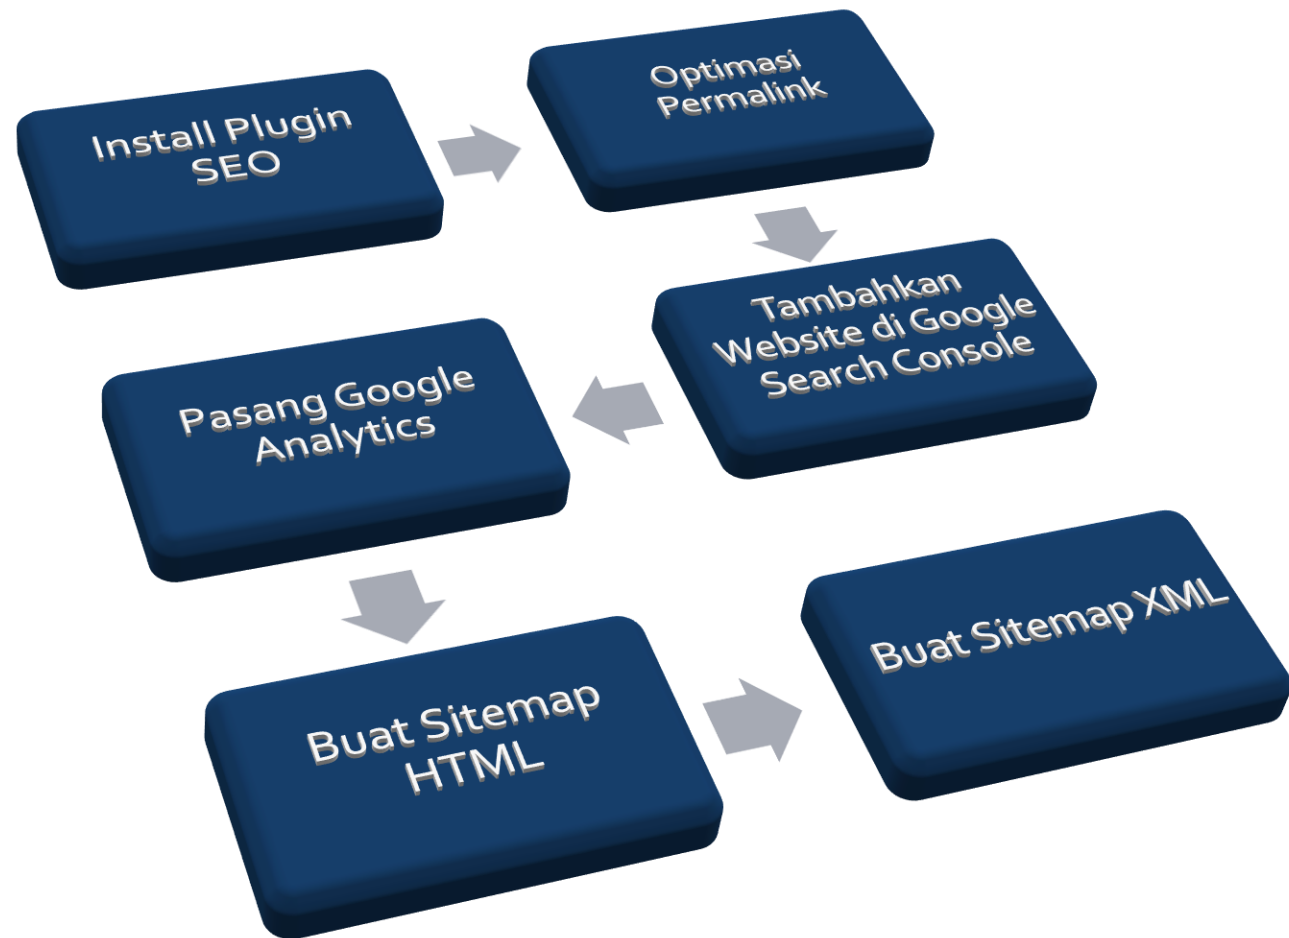 Install Plugin
SEO
Optimasi
Permalink
Tambahkan
Website di Google
Search Console
Pasang Google
Analytics
Buat Sitemap
HTML
Buat Sitemap XML